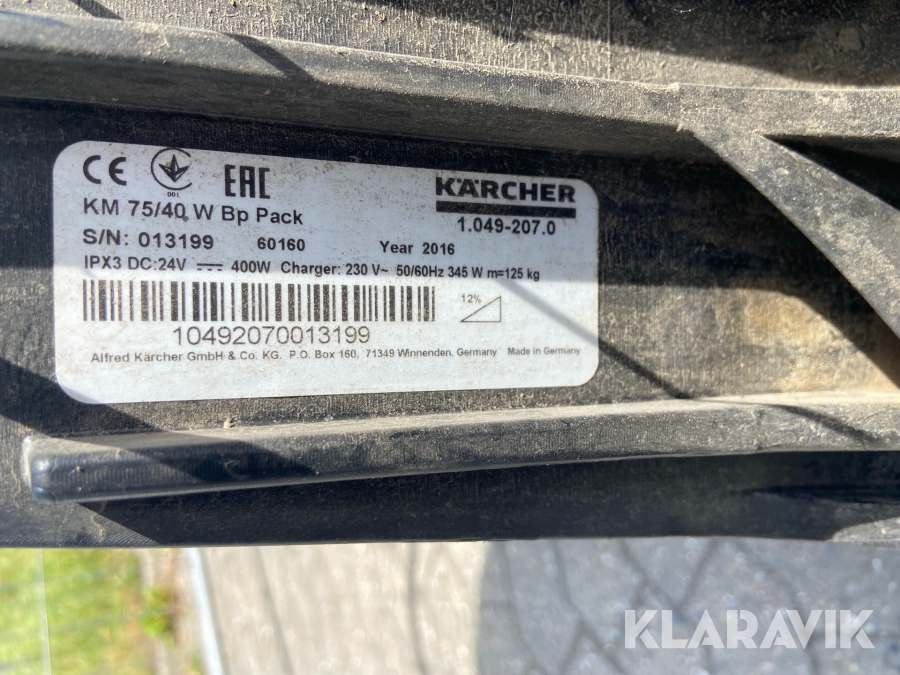 CE 001 EAC
KÄRCHER
KM 75/40 W Bp Pack
1.049-207.0
S/N: 013199 60160 Year 2016
IPX3 DC:24V ⎓ 400W Charger: 230 V~ 50/60Hz 345 W m=125 kg
12%
10492070013199
Alfred Kärcher GmbH & Co. KG. P.O. Box 160, 71349 Winnenden, Germany Made in Germany
KLARAVIK